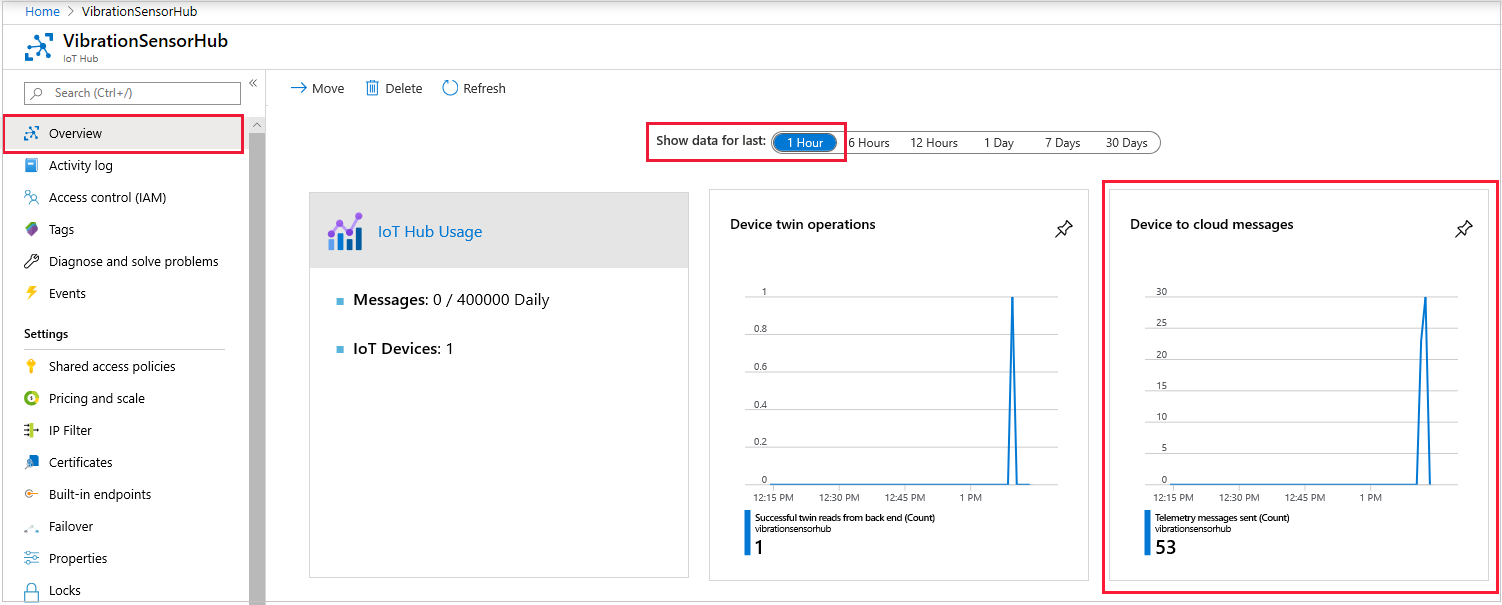 Home > VibrationSensorHub
VibrationSensorHub
IoT Hub
Search (Ctrl+/)
«
Overview
Activity log
Access control (IAM)
Tags
Diagnose and solve problems
Events
Settings
Shared access policies
Pricing and scale
IP Filter
Certificates
Built-in endpoints
Failover
Properties
Locks
Move Delete Refresh
Show data for last: 1 Hour 6 Hours 12 Hours 1 Day 7 Days 30 Days
IoT Hub Usage
Messages: 0 / 400000 Daily
IoT Devices: 1
Device twin operations
1
0.8
0.6
0.4
0.2
0
12:15 PM 12:30 PM 12:45 PM 1 PM
Successful twin reads from back end (Count)
vibrationsensorhub
1
Device to cloud messages
30
25
20
15
10
5
0
12:15 PM 12:30 PM 12:45 PM 1 PM
Telemetry messages sent (Count)
vibrationsensorhub
53